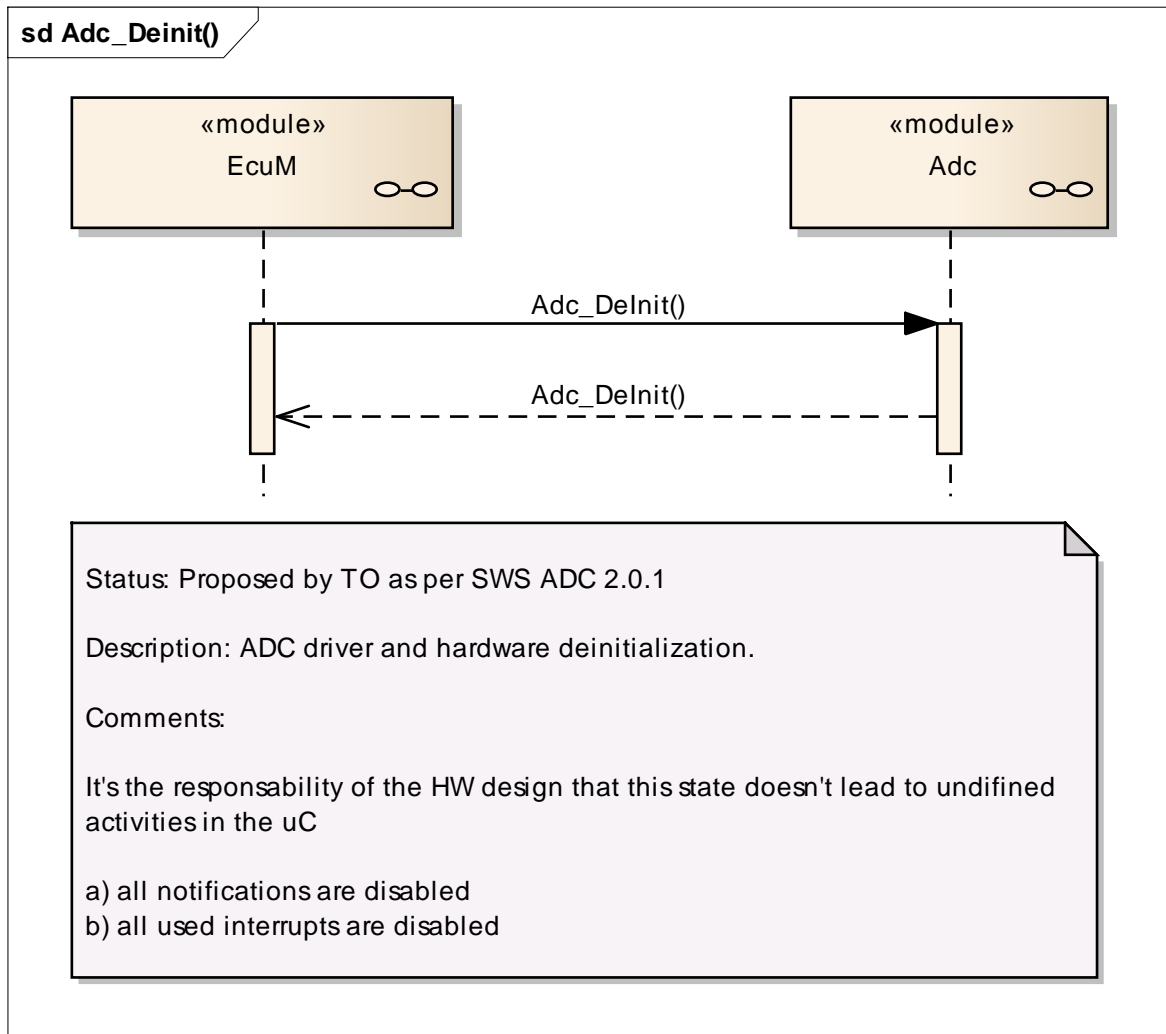 sd Adc_Deinit()
«module»
EcuM
«module»
Adc
Adc_DeInit()
Adc_DeInit()
Status: Proposed by TO as per SWS ADC 2.0.1
Description: ADC driver and hardware deinitialization.
Comments:
It's the responsability of the HW design that this state doesn't lead to undifined
activities in the uC
a) all notifications are disabled
b) all used interrupts are disabled